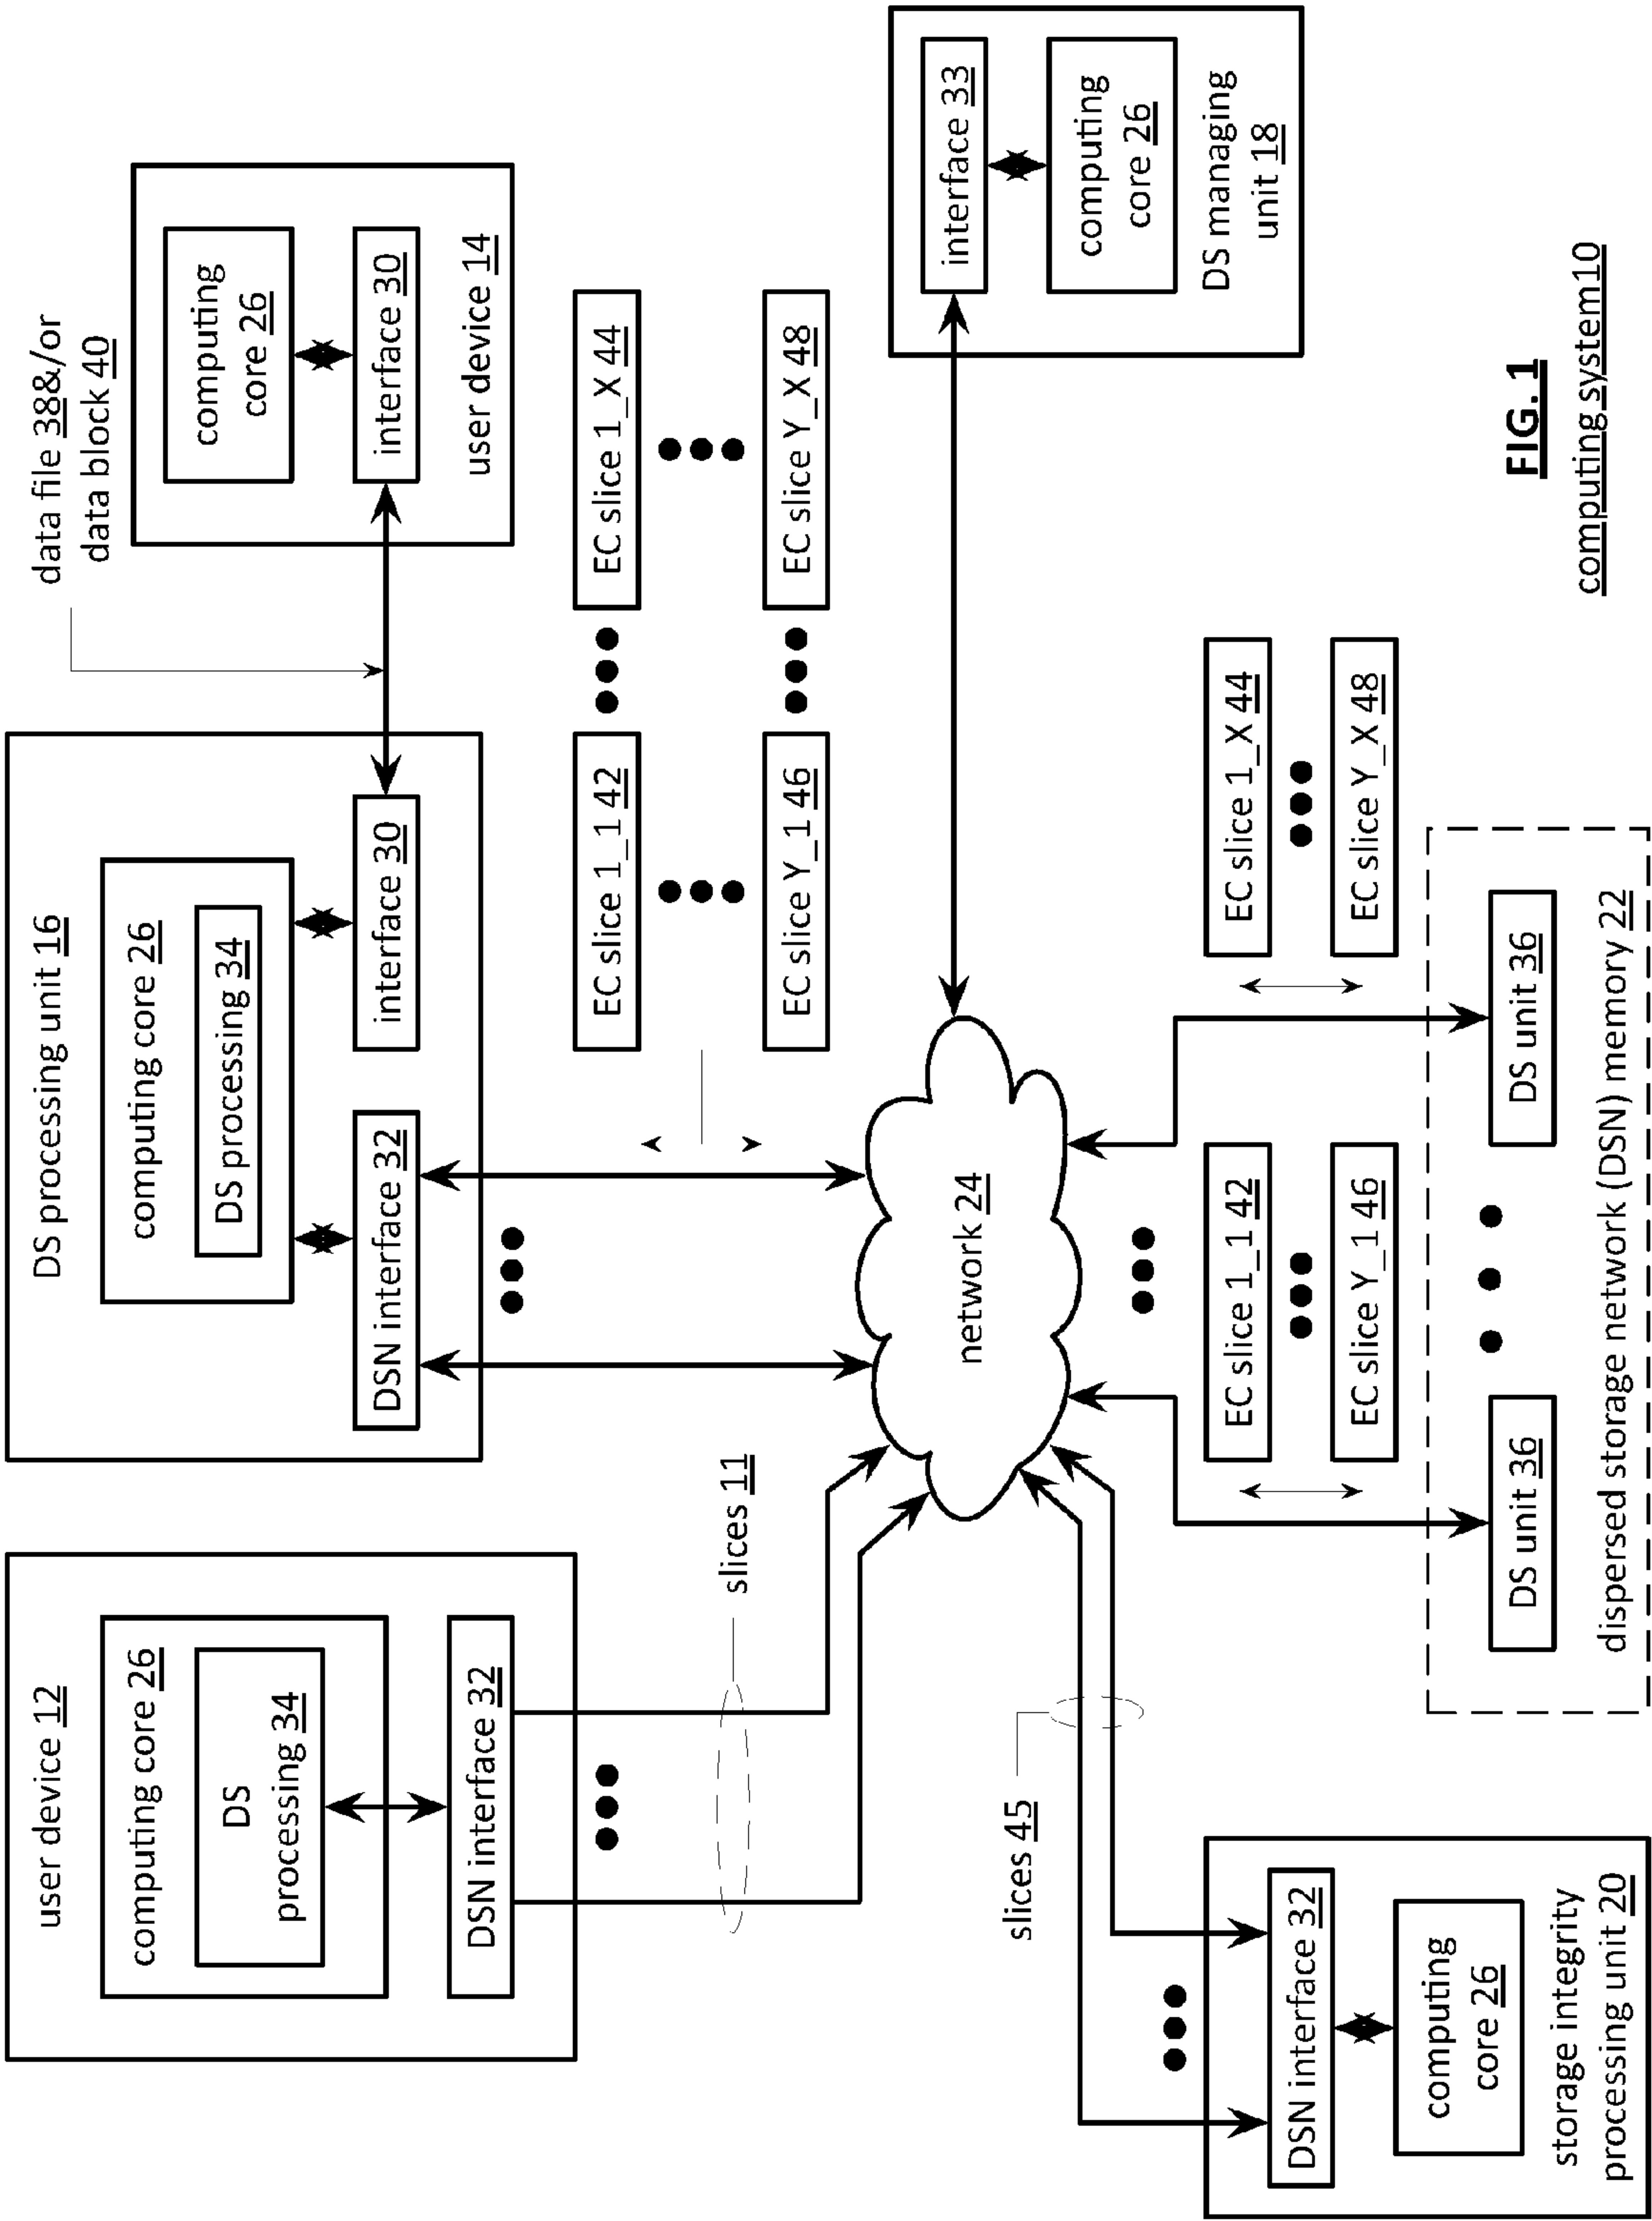 user device 12
computing core 26
DS
processing 34
DSN interface 32
DS processing unit 16
computing core 26
DS processing 34
DSN interface 32
interface 30
data file 38&/or
data block 40
computing
core 26
interface 30
user device 14
slices 11
EC slice 1_1 42
EC slice 1_X 44
EC slice Y_1 46
EC slice Y_X 48
network 24
interface 33
computing
core 26
DS managing
unit 18
slices 45
DSN interface 32
computing
core 26
storage integrity
processing unit 20
EC slice 1_1 42
EC slice Y_1 46
EC slice 1_X 44
EC slice Y_X 48
DS unit 36
DS unit 36
dispersed storage network (DSN) memory 22
FIG. 1
computing system10